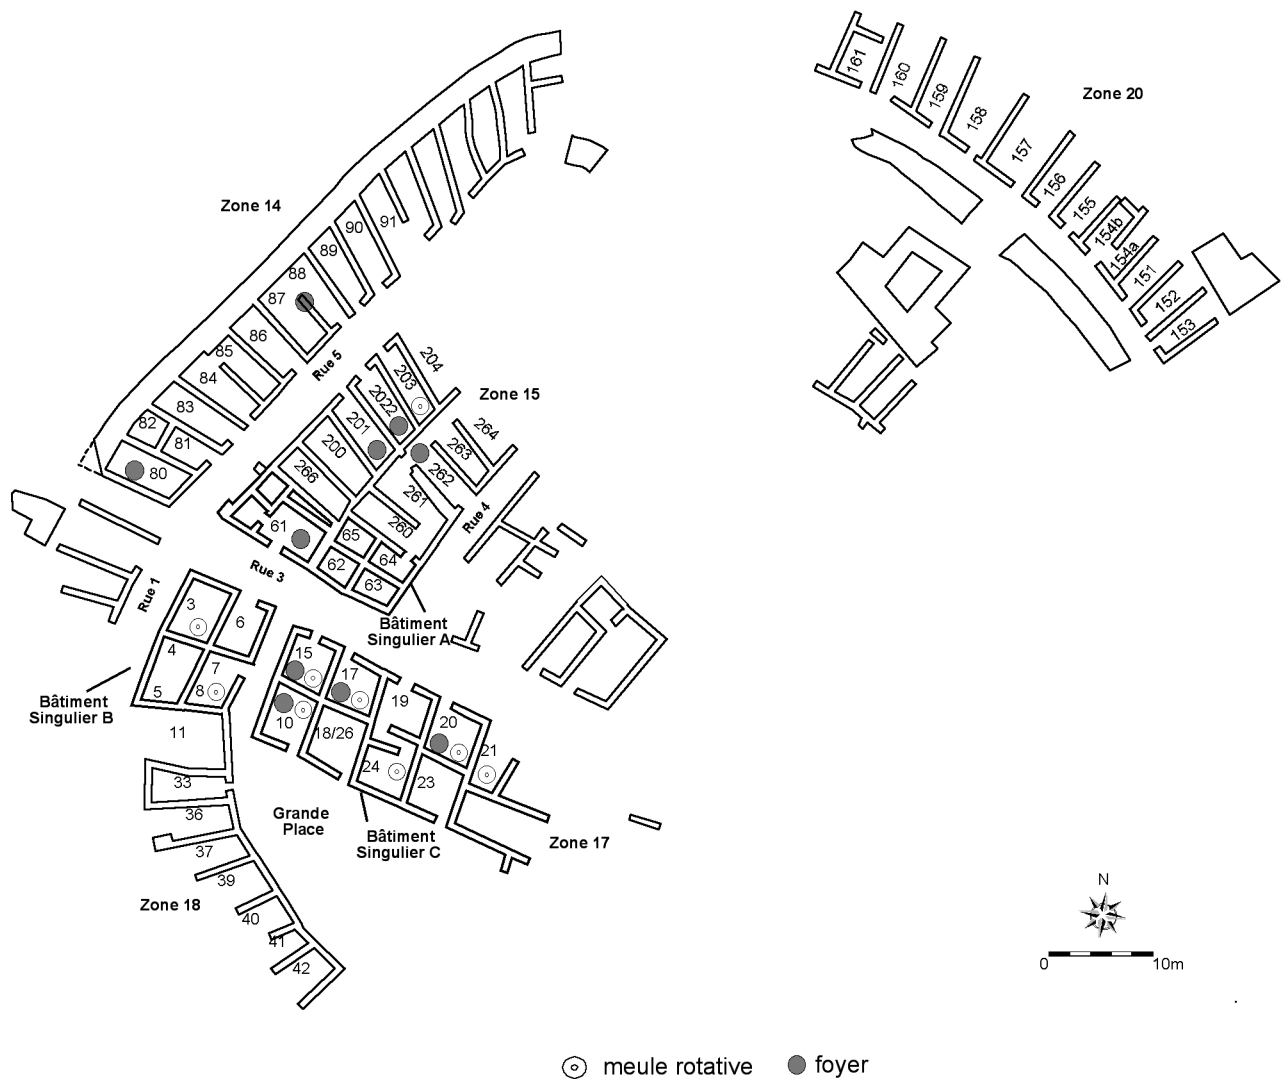 161
160
159
158
157
156
155
154b
154a
151
152
153
Zone 20
Zone 14
91
90
89
88
87
86
85
84
83
82
81
80
Rue 5
204
203
2022
201
200
266
Zone 15
264
263
262
261
260
Rue 4
61
65
64
62
63
Rue 3
Rue 1
Bâtiment
Singulier A
3
6
4
7
5
8
Bâtiment
Singulier B
15
17
19
10
18/26
20
21
24
23
11
33
36
37
39
40
41
42
Grande
Place
Bâtiment
Singulier C
Zone 17
Zone 18
N
0
10m
meule rotative
foyer